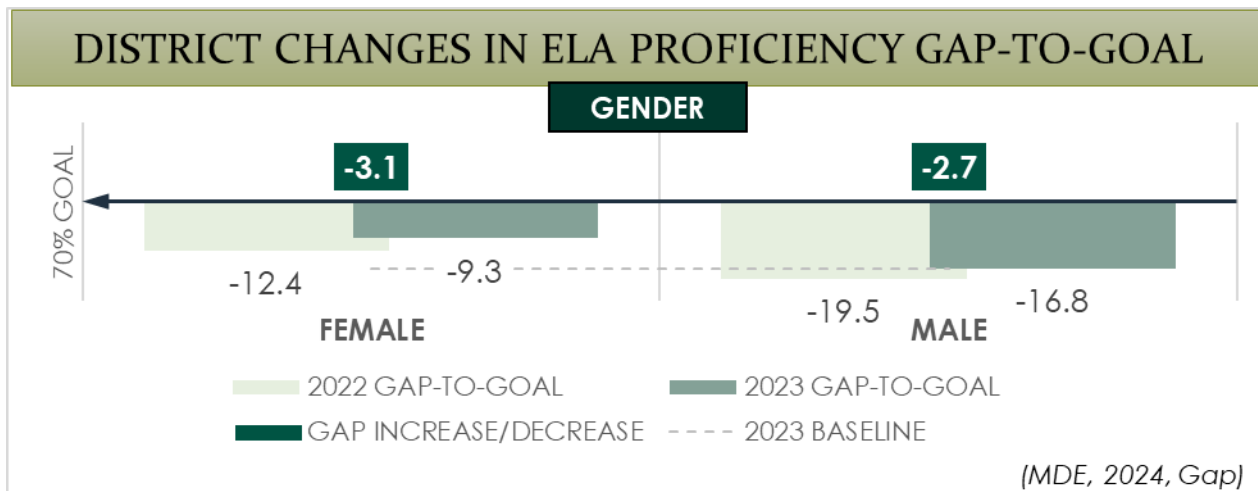 DISTRICT CHANGES IN ELA PROFICIENCY GAP-TO-GOAL
GENDER
70% GOAL
-3.1
-2.7
-12.4
-9.3
-19.5
-16.8
FEMALE
MALE
2022 GAP-TO-GOAL
2023 GAP-TO-GOAL
GAP INCREASE/DECREASE
2023 BASELINE
(MDE, 2024, Gap)